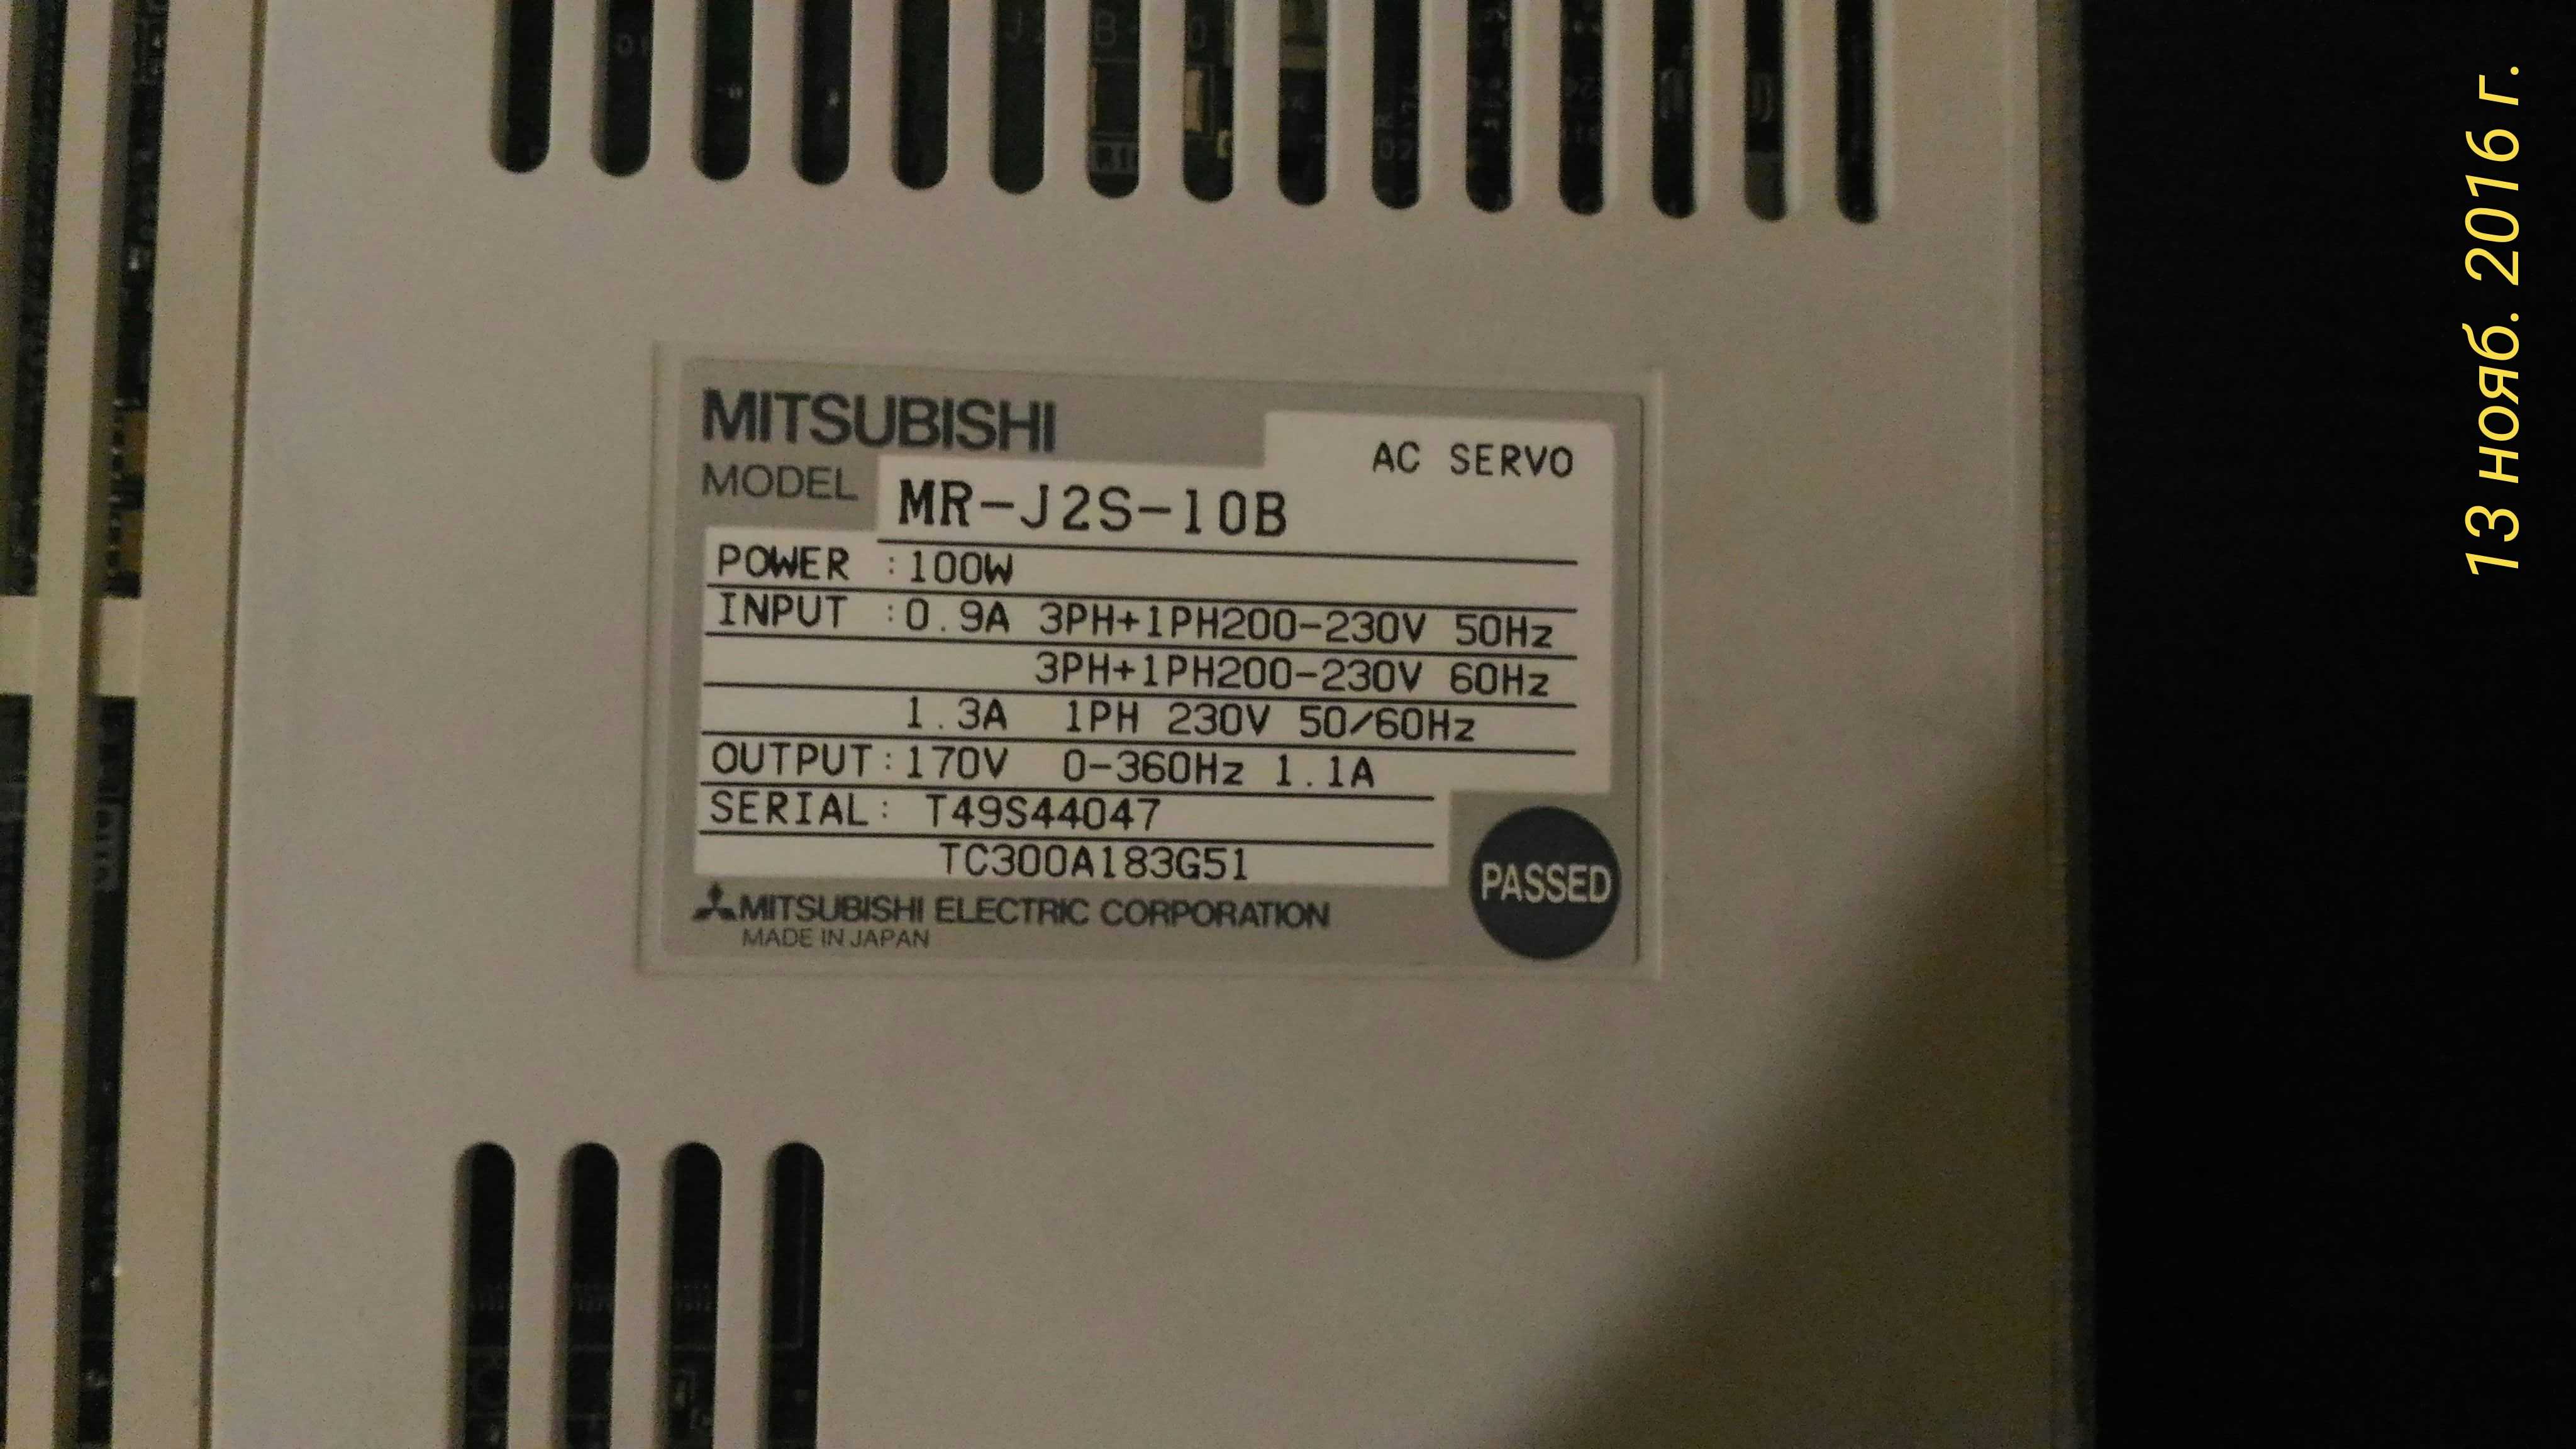 MITSUBISHI
AC SERVO
MODEL MR-J2S-10B
POWER :100W
INPUT :0.9A 3PH+1PH200-230V 50Hz
3PH+1PH200-230V 60Hz
1.3A 1PH 230V 50/60Hz
OUTPUT:170V 0-360Hz 1.1A
SERIAL: T49S44047
TC300A183G51
PASSED
MITSUBISHI ELECTRIC CORPORATION
MADE IN JAPAN
13 нояб. 2016 г.